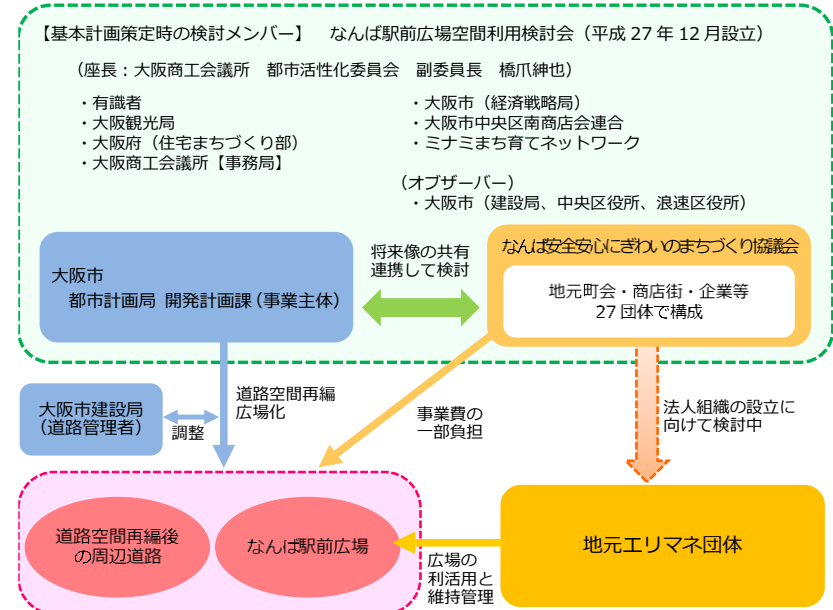 【基本計画策定時の検討メンバー】 なんば駅前広場空間利用検討会（平成 27 年 12 月設立）
（座長：大阪商工会議所 都市活性化委員会 副委員長 橋爪紳也）
・有識者
・大阪観光局
・大阪府（住宅まちづくり部）
・大阪商工会議所【事務局】
・大阪市（経済戦略局）
・大阪市中央区南商店会連合
・ミナミまち育てネットワーク
（オブザーバー）
・大阪市（建設局、中央区役所、浪速区役所）
大阪市
都市計画局 開発計画課（事業主体）
将来像の共有
連携して検討
なんば安全安心にぎわいのまちづくり協議会
地元町会・商店街・企業等
27 団体で構成
大阪市建設局
（道路管理者）
調整
道路空間再編
広場化
事業費の
一部負担
法人組織の設立に
向けて検討中
道路空間再編後
の周辺道路
なんば駅前広場
広場の
利活用と
維持管理
地元エリマネ団体